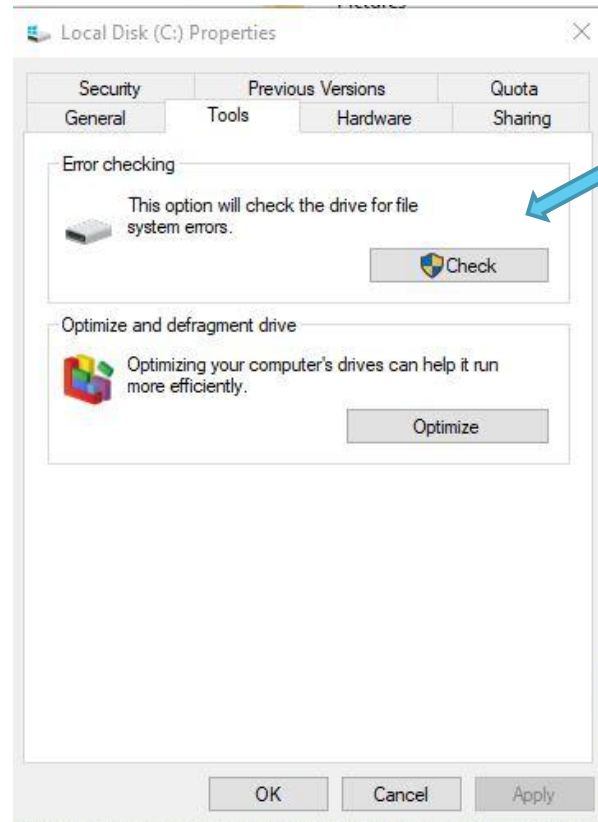 Local Disk (C:) Properties
Security Previous Versions Quota
General Tools Hardware Sharing
Error checking
This option will check the drive for file
system errors.
Check
Optimize and defragment drive
Optimizing your computer's drives can help it run
more efficiently.
Optimize
OK Cancel Apply